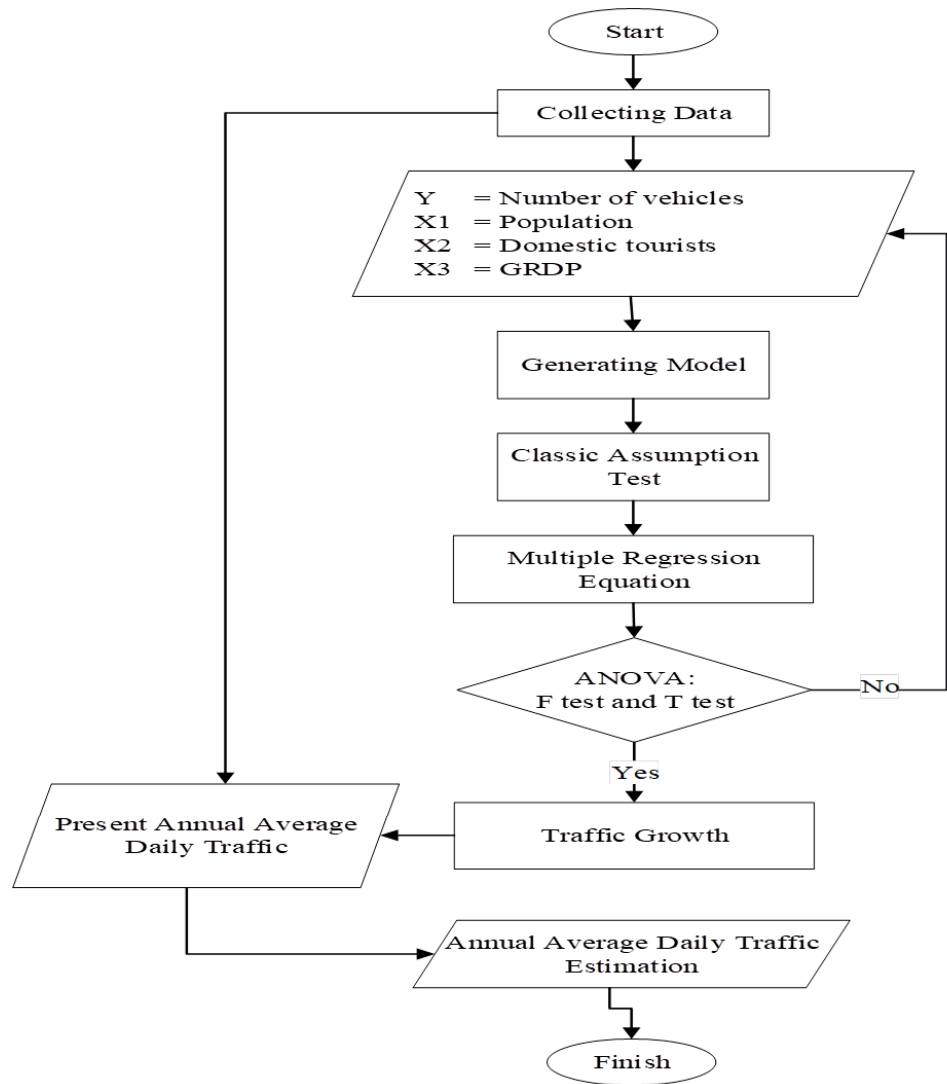 Start
Collecting Data
Y = Number of vehicles
X1 = Population
X2 = Domestic tourists
X3 = GRDP
Generating Model
Classic Assumption
Test
Multiple Regression
Equation
ANOVA:
F test and T test
No
Yes
Present Annual Average
Daily Traffic
Traffic Growth
Annual Average Daily Traffic
Estimation
Finish